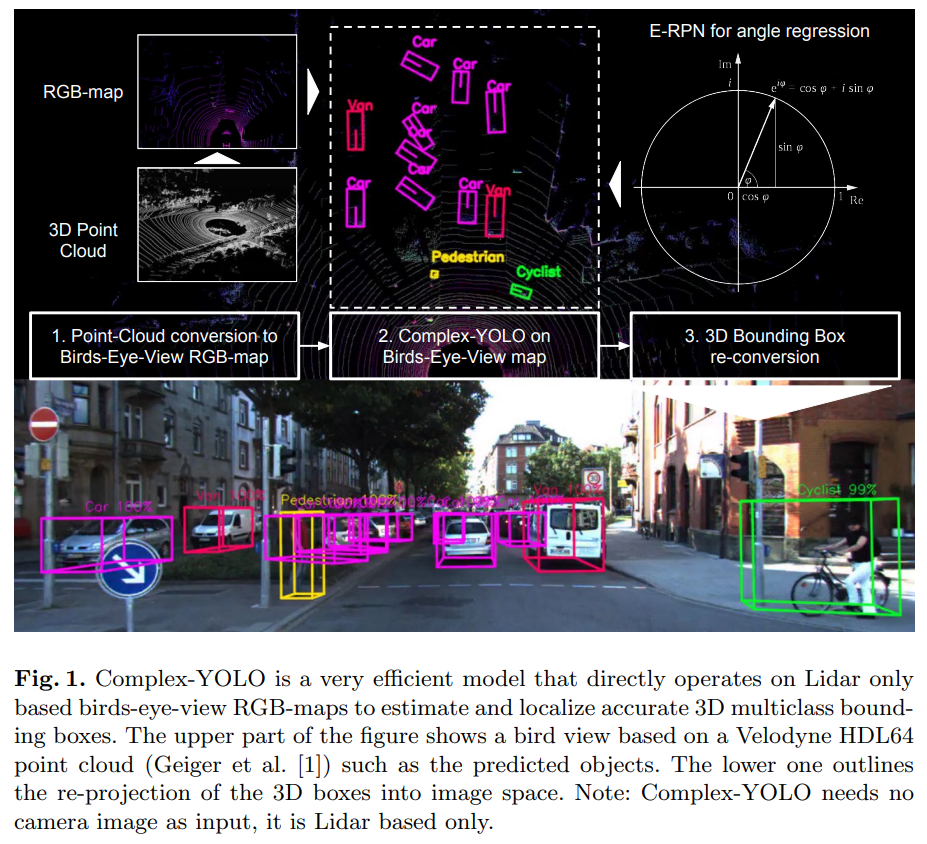 E-RPN for angle regression
RGB-map
3D Point
Cloud
Car
Car
Car
Van
Car
Car
Car
Car
Car
Van
Pedestrian
Cyclist
Im
i
e^{iφ} = cos φ + i sin φ
sin φ
φ
0
cos φ
1
Re
1. Point-Cloud conversion to
Birds-Eye-View RGB-map
2. Complex-YOLO on
Birds-Eye-View map
3. 3D Bounding Box
re-conversion
Car 100%
Van 100%
Pedestrian 100%
Van 100%
Cyclist 99%
30
Fig. 1. Complex-YOLO is a very efficient model that directly operates on Lidar only
based birds-eye-view RGB-maps to estimate and localize accurate 3D multiclass bound-
ing boxes. The upper part of the figure shows a bird view based on a Velodyne HDL64
point cloud (Geiger et al. [1]) such as the predicted objects. The lower one outlines
the re-projection of the 3D boxes into image space. Note: Complex-YOLO needs no
camera image as input, it is Lidar based only.